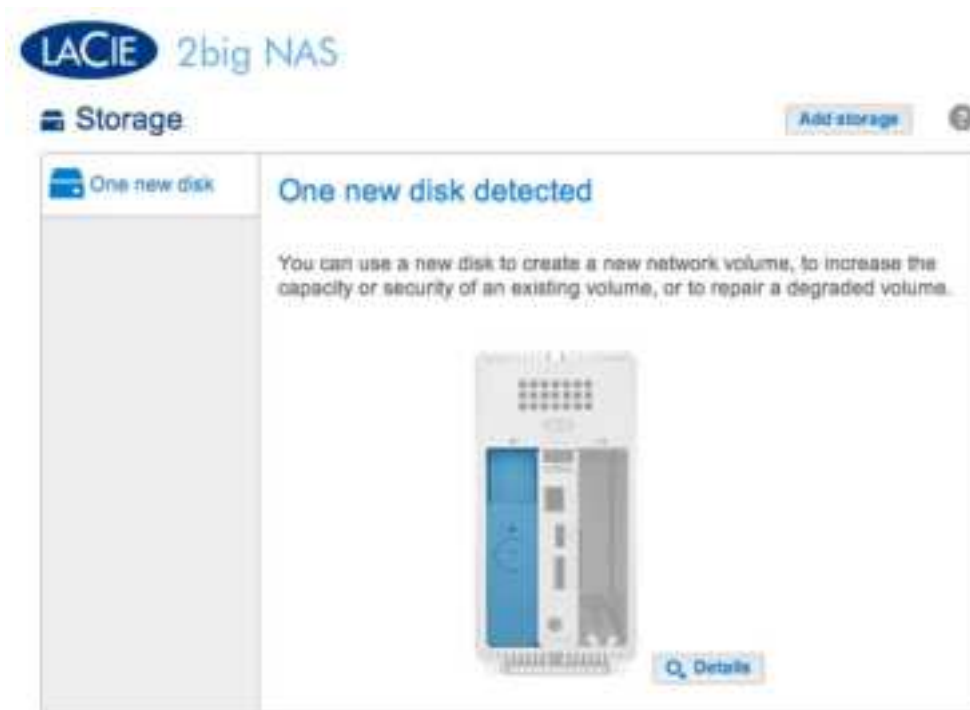 LACIE 2big NAS
Storage
Add storage
One new disk
One new disk detected
You can use a new disk to create a new network volume, to increase the
capacity or security of an existing volume, or to repair a degraded volume.
Details